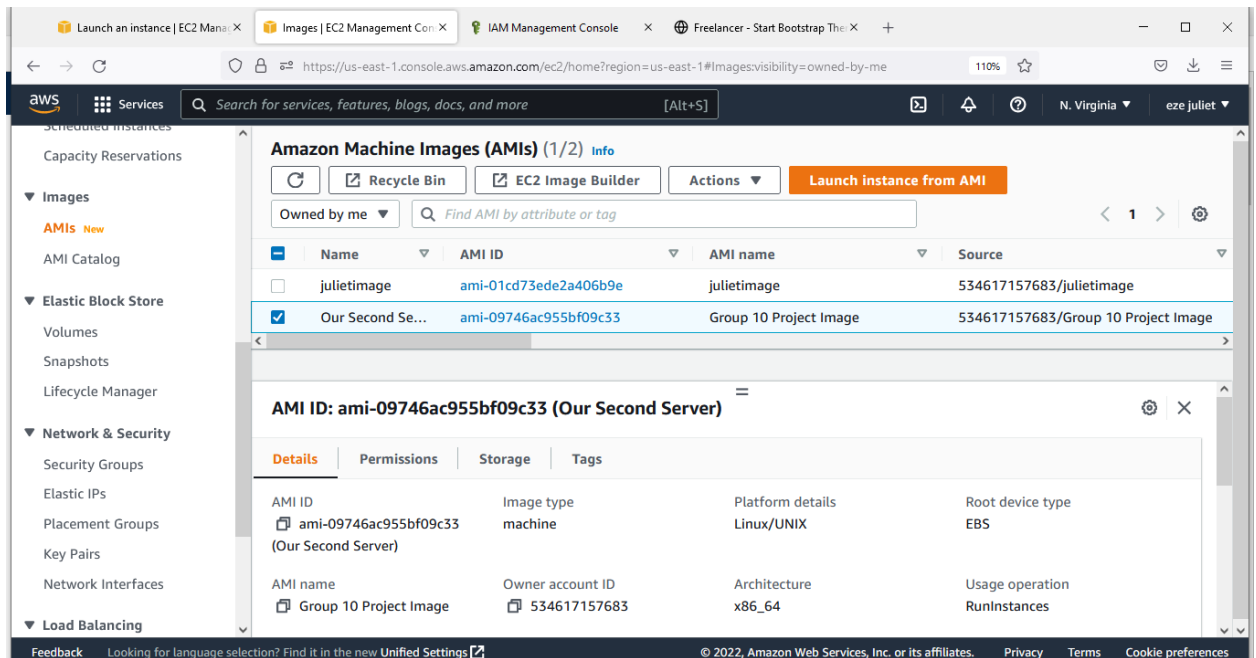 Launch an instance | EC2 Manag
Images | EC2 Management Con
IAM Management Console
Freelancer - Start Bootstrap The
https://us-east-1.console.aws.amazon.com/ec2/home?region=us-east-1#Images:visibility=owned-by-me
110%
aws
Services
Search for services, features, blogs, docs, and more
[Alt+S]
N. Virginia
eze juliet
Scheduled Instances
Capacity Reservations
Images
AMIs New
AMI Catalog
Elastic Block Store
Volumes
Snapshots
Lifecycle Manager
Network & Security
Security Groups
Elastic IPs
Placement Groups
Key Pairs
Network Interfaces
Load Balancing
Amazon Machine Images (AMIs) (1/2) Info
Recycle Bin
EC2 Image Builder
Actions
Launch instance from AMI
Owned by me
Find AMI by attribute or tag
1
Name AMI ID AMI name Source
julietimage ami-01cd73ede2a406b9e julietimage 534617157683/julietimage
Our Second Se... ami-09746ac955bf09c33 Group 10 Project Image 534617157683/Group 10 Project Image
AMI ID: ami-09746ac955bf09c33 (Our Second Server)
Details Permissions Storage Tags
AMI ID
ami-09746ac955bf09c33
(Our Second Server)
Image type
machine
Platform details
Linux/UNIX
Root device type
EBS
AMI name
Group 10 Project Image
Owner account ID
534617157683
Architecture
x86_64
Usage operation
RunInstances
Feedback
Looking for language selection? Find it in the new Unified Settings
© 2022, Amazon Web Services, Inc. or its affiliates.
Privacy
Terms
Cookie preferences